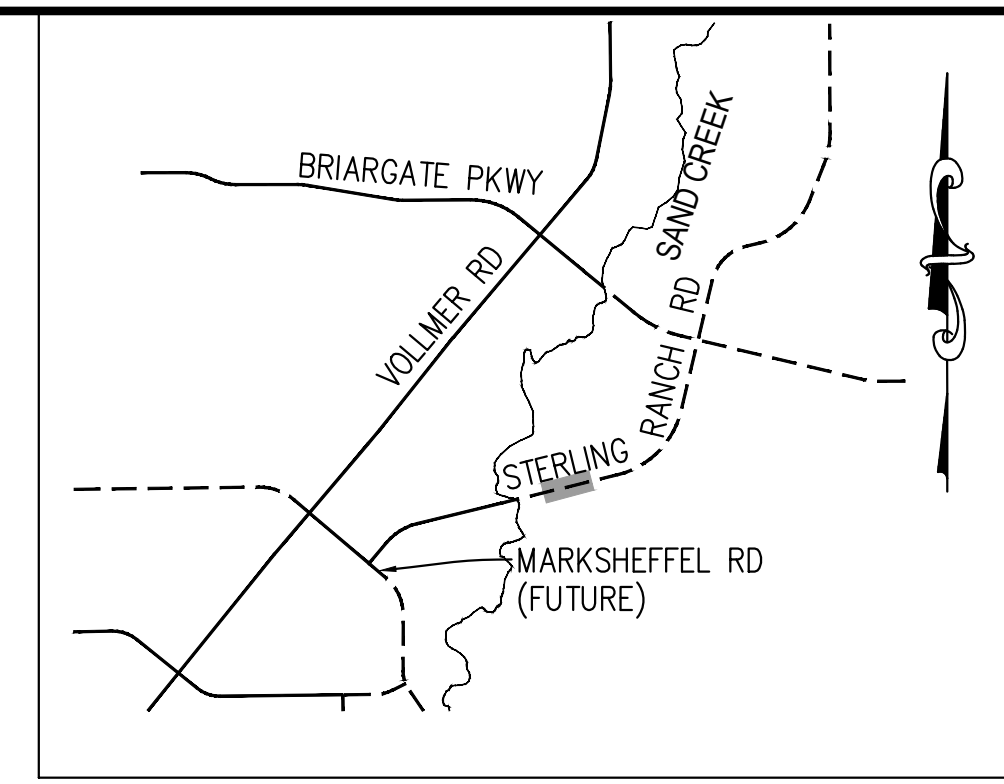 BRIARGATE PKWY
SAND CREEK
VOLLMER RD
STERLING RANCH RD
MARKSHEFFEL RD
(FUTURE)